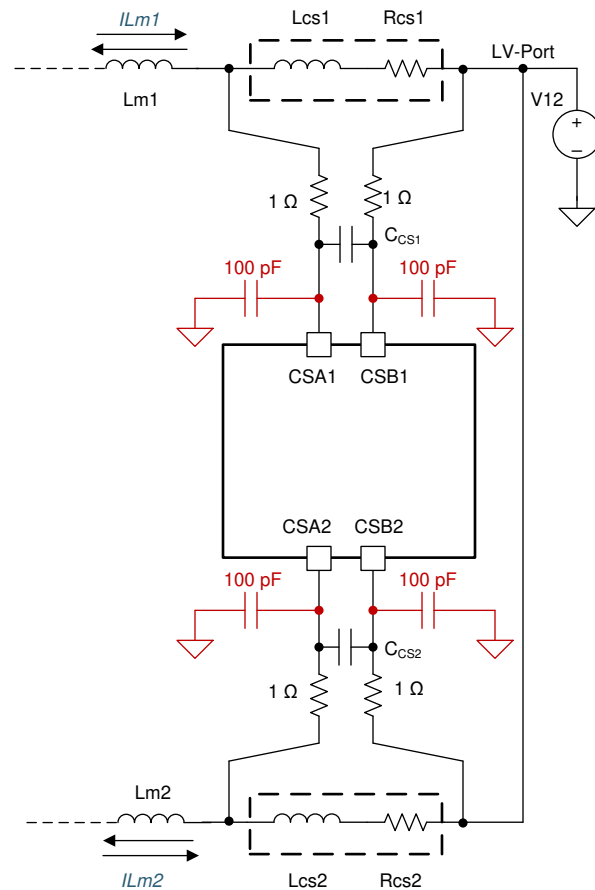 ILm1
Lcs1
Rcs1
LV-Port
Lm1
V12
+
−
1 Ω
1 Ω
CCS1
100 pF
100 pF
CSA1
CSB1
CSA2
CSB2
100 pF
100 pF
CCS2
1 Ω
1 Ω
Lm2
ILm2
Lcs2
Rcs2